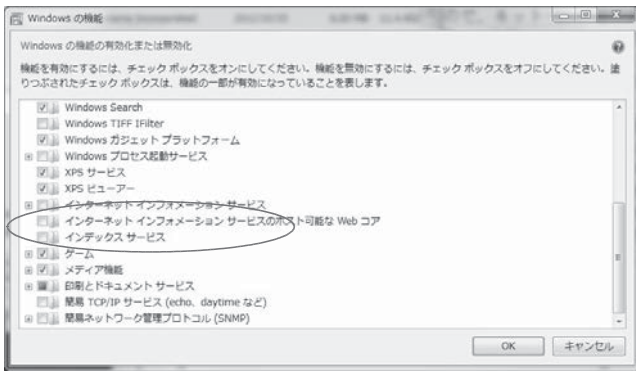 Windows の機能
Windows の機能の有効化または無効化
機能を有効にするには、チェック ボックスをオンにしてください。機能を無効にするには、チェック ボックスをオフにしてください。塗
りつぶされたチェック ボックスは、機能の一部が有効になっていることを表します。
Windows Search
Windows TIFF IFilter
Windows ガジェット プラットフォーム
Windows プロセス起動サービス
XPS サービス
XPS ビューアー
インターネット インフォメーション サービス
インターネット インフォメーション サービスのホスト可能な Web コア
インデックス サービス
ゲーム
メディア機能
印刷とドキュメント サービス
簡易 TCP/IP サービス (echo、daytime など)
簡易ネットワーク管理プロトコル (SNMP)
OK
キャンセル